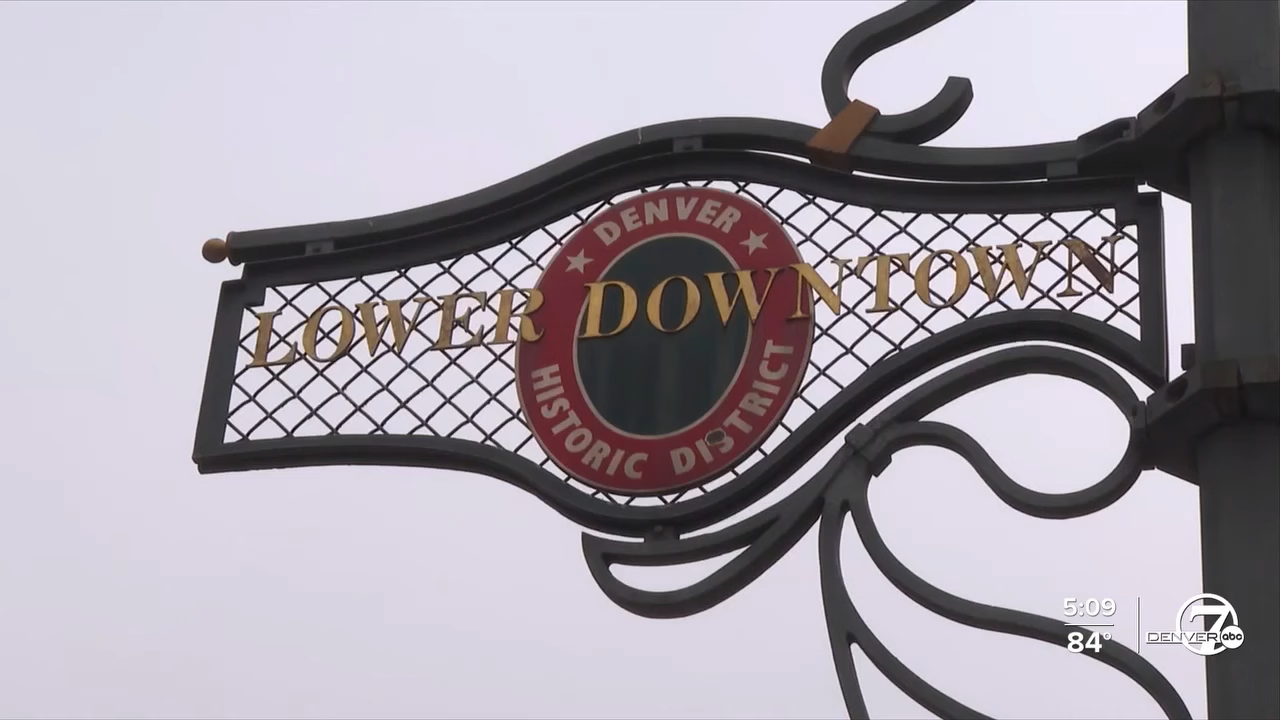 DENVER
LOWER DOWNTOWN
HISTORIC DISTRICT
5:09
84°
DENVER 7 abc